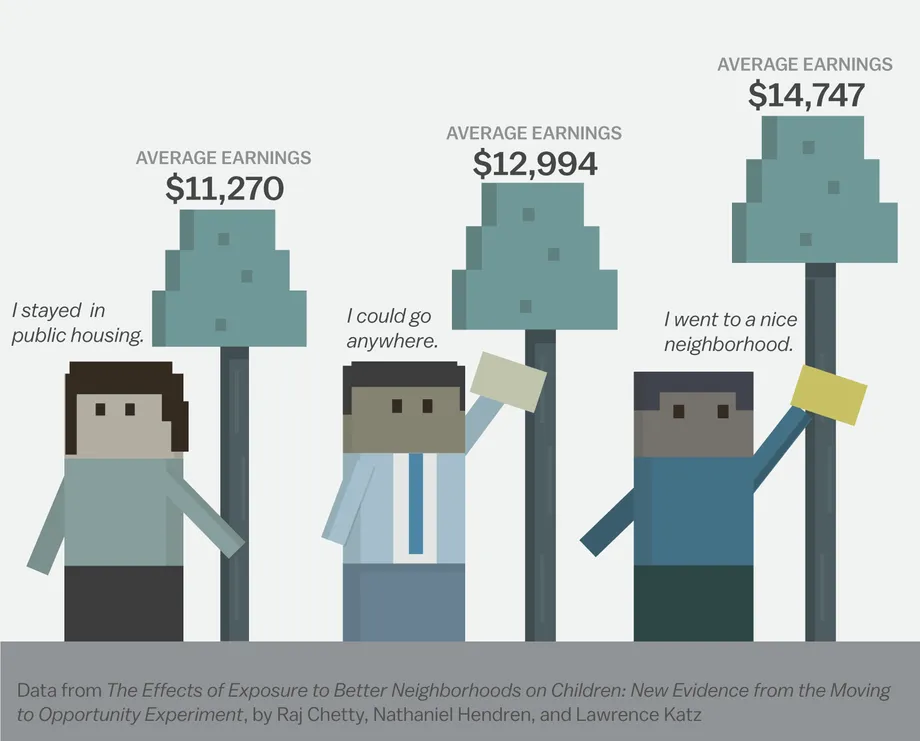 AVERAGE EARNINGS
$14,747
AVERAGE EARNINGS
$12,994
AVERAGE EARNINGS
$11,270
I stayed in
public housing.
I could go
anywhere.
I went to a nice
neighborhood.
Data from The Effects of Exposure to Better Neighborhoods on Children: New Evidence from the Moving
to Opportunity Experiment, by Raj Chetty, Nathaniel Hendren, and Lawrence Katz